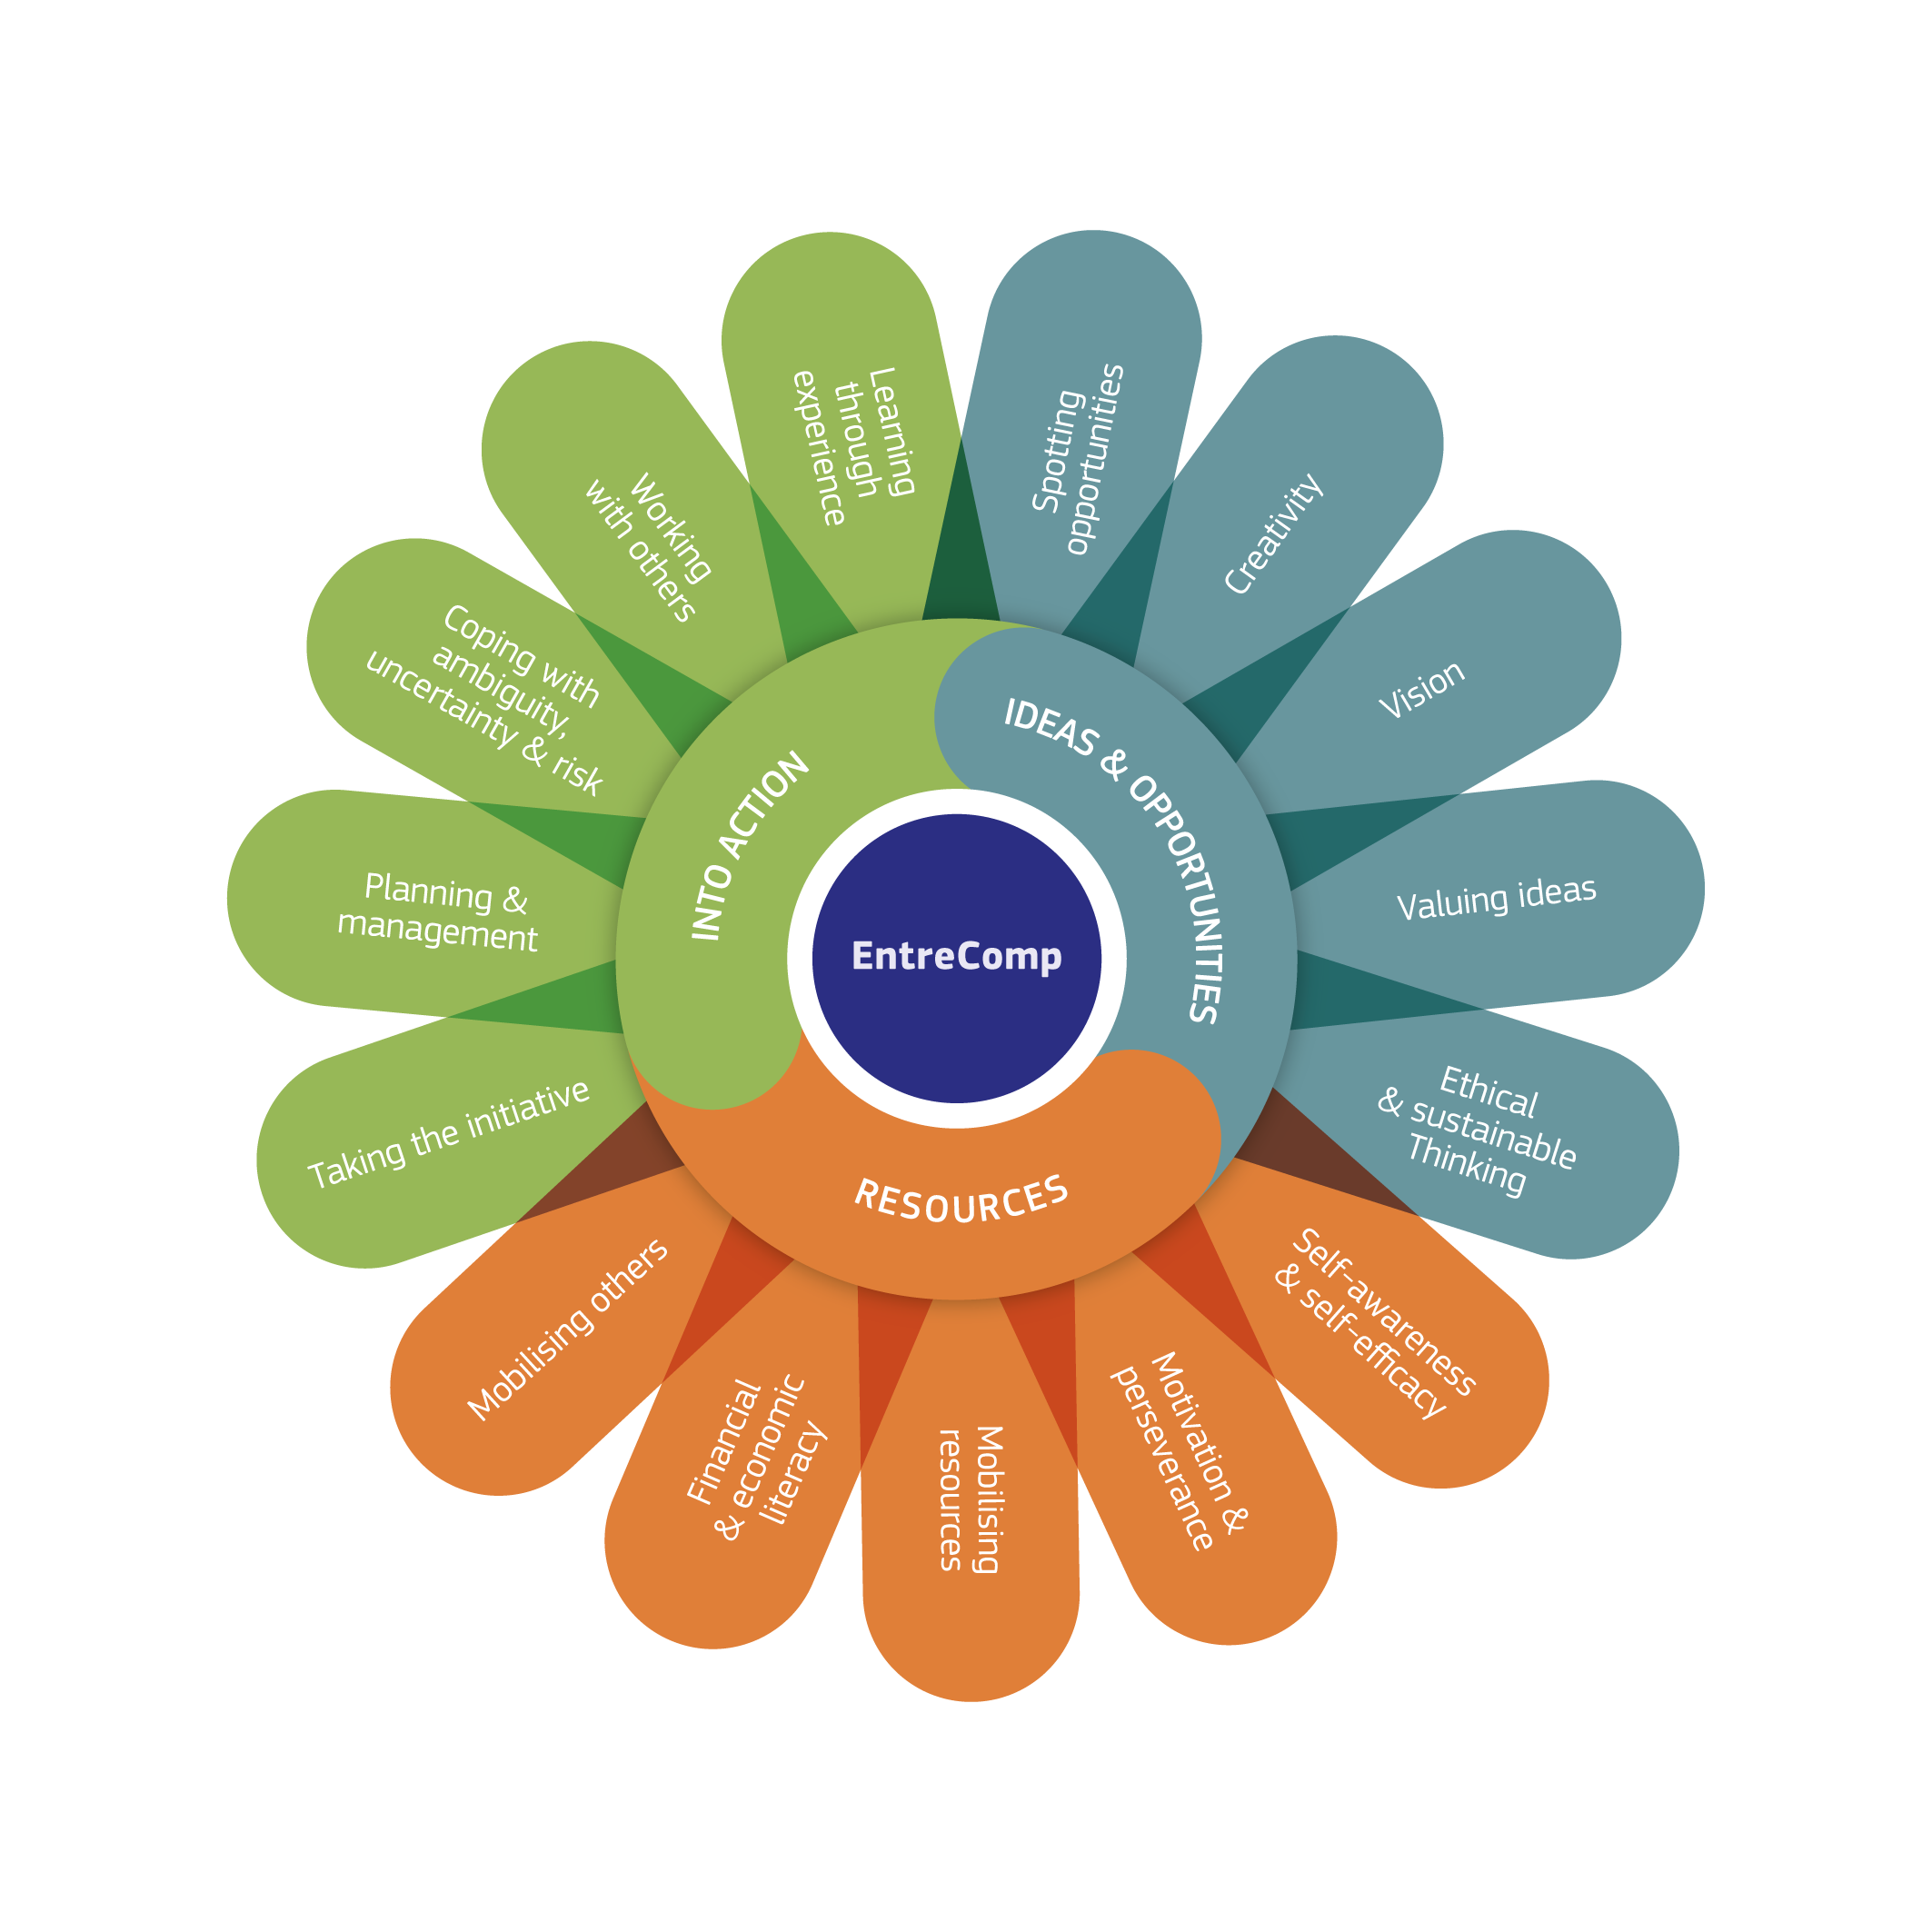 EntreComp
IDEAS & OPPORTUNITIES
RESOURCES
INTO ACTION
Spotting
opportunities
Creativity
Vision
Valuing ideas
Ethical
& sustainable
Thinking
Self-awareness
& self-efficacy
Motivation &
perseverance
Mobilising
resources
Financial
& economic
literacy
Mobilising others
Taking the initiative
Planning &
management
Coping with
ambiguity,
uncertainty & risk
Working
with others
Learning
through
experience